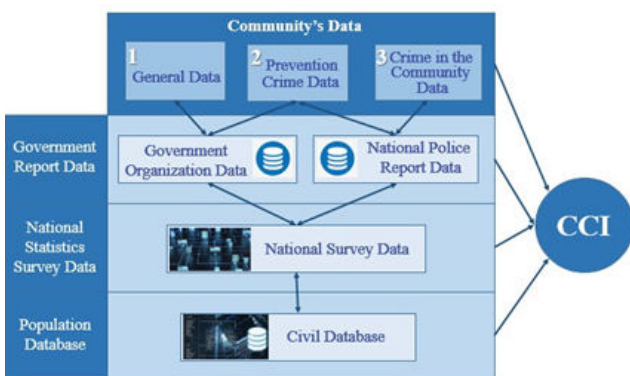 Community's Data
1
General Data
2
Prevention
Crime Data
3
Crime in the
Community
Data
Government
Report Data
Government
Organization Data
National Police
Report Data
CCI
National
Statistics
Survey Data
National Survey Data
Population
Database
Civil Database